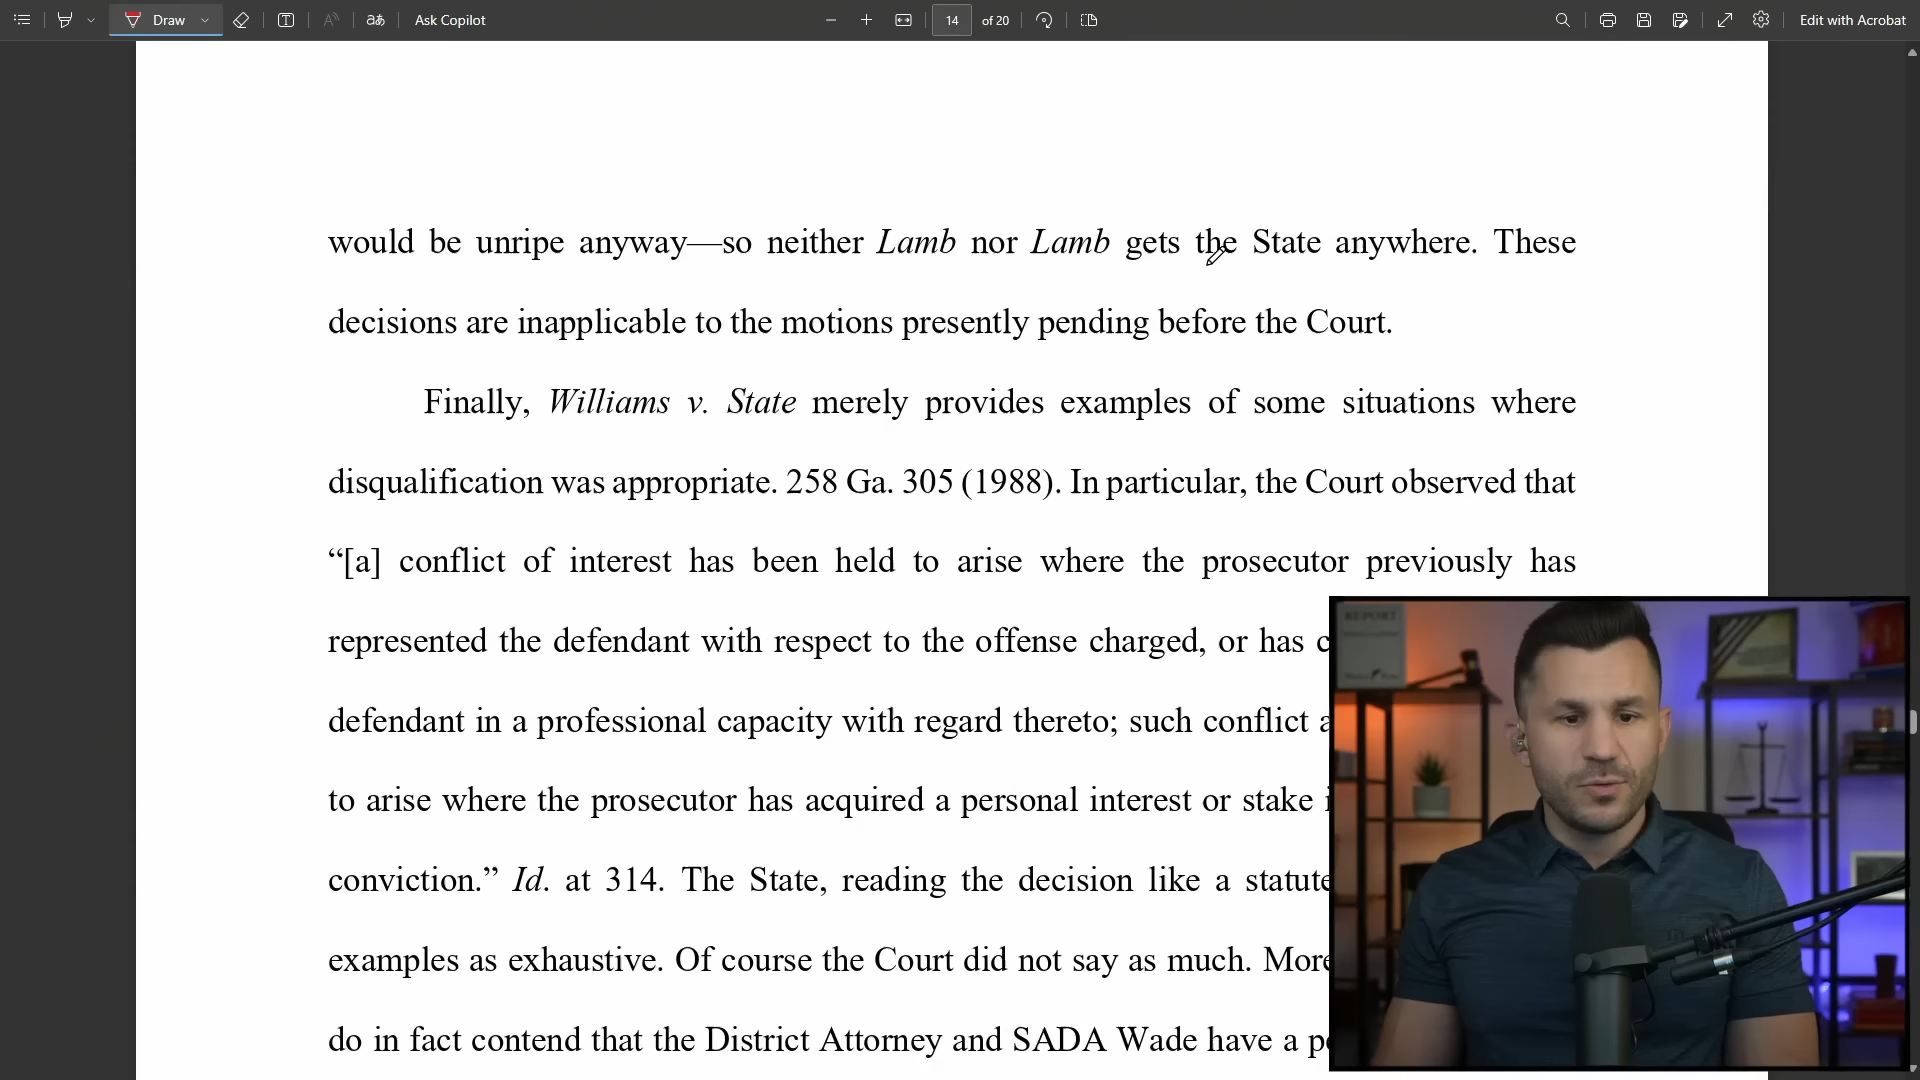 Draw
aあ
Ask Copilot
14
of 20
Edit with Acrobat
would be unripe anyway—so neither Lamb nor Lamb gets the State anywhere. These
decisions are inapplicable to the motions presently pending before the Court.
Finally, Williams v. State merely provides examples of some situations where
disqualification was appropriate. 258 Ga. 305 (1988). In particular, the Court observed that
“[a] conflict of interest has been held to arise where the prosecutor previously has
represented the defendant with respect to the offense charged, or has c
defendant in a professional capacity with regard thereto; such conflict a
to arise where the prosecutor has acquired a personal interest or stake i
conviction.” Id. at 314. The State, reading the decision like a statute
examples as exhaustive. Of course the Court did not say as much. More
do in fact contend that the District Attorney and SADA Wade have a pe
REPORT